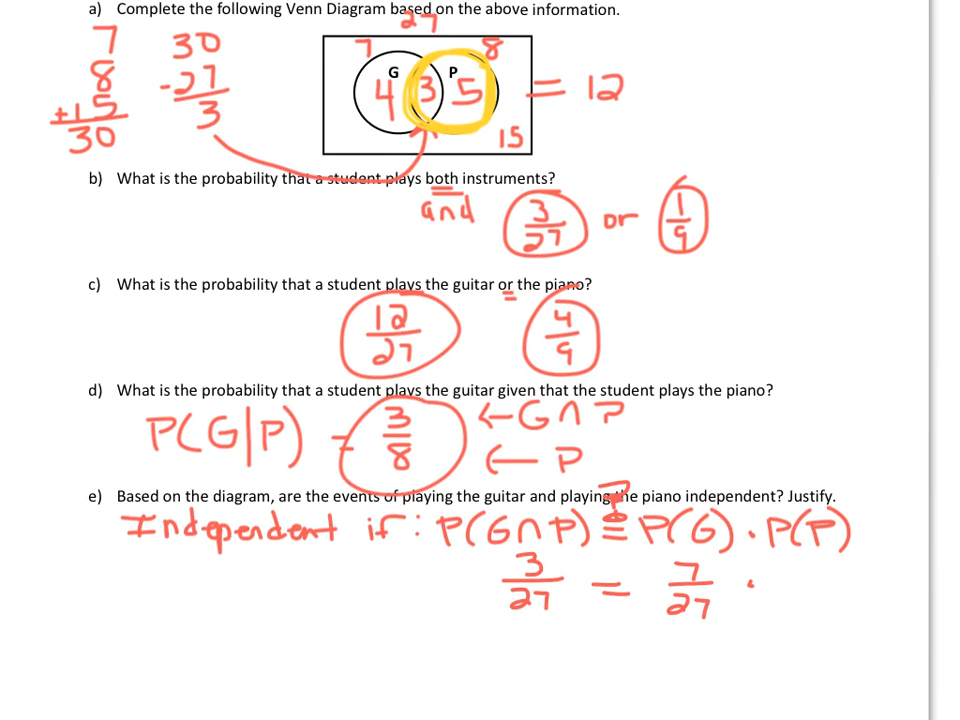 a) Complete the following Venn Diagram based on the above information.
27
7 30 7 8
8 -27 G P
+15 3 4 3 5 = 12
30 15
b) What is the probability that a student plays both instruments?
and 3/27 or 1/9
c) What is the probability that a student plays the guitar or the piano?
12/27 4/9
d) What is the probability that a student plays the guitar given that the student plays the piano?
P(G|P) = 3/8 ← G ∩ P
← P
e) Based on the diagram, are the events of playing the guitar and playing the piano independent? Justify.
?
Independent if: P(G∩P) = P(G) · P(P)
3/27 = 7/27 ·